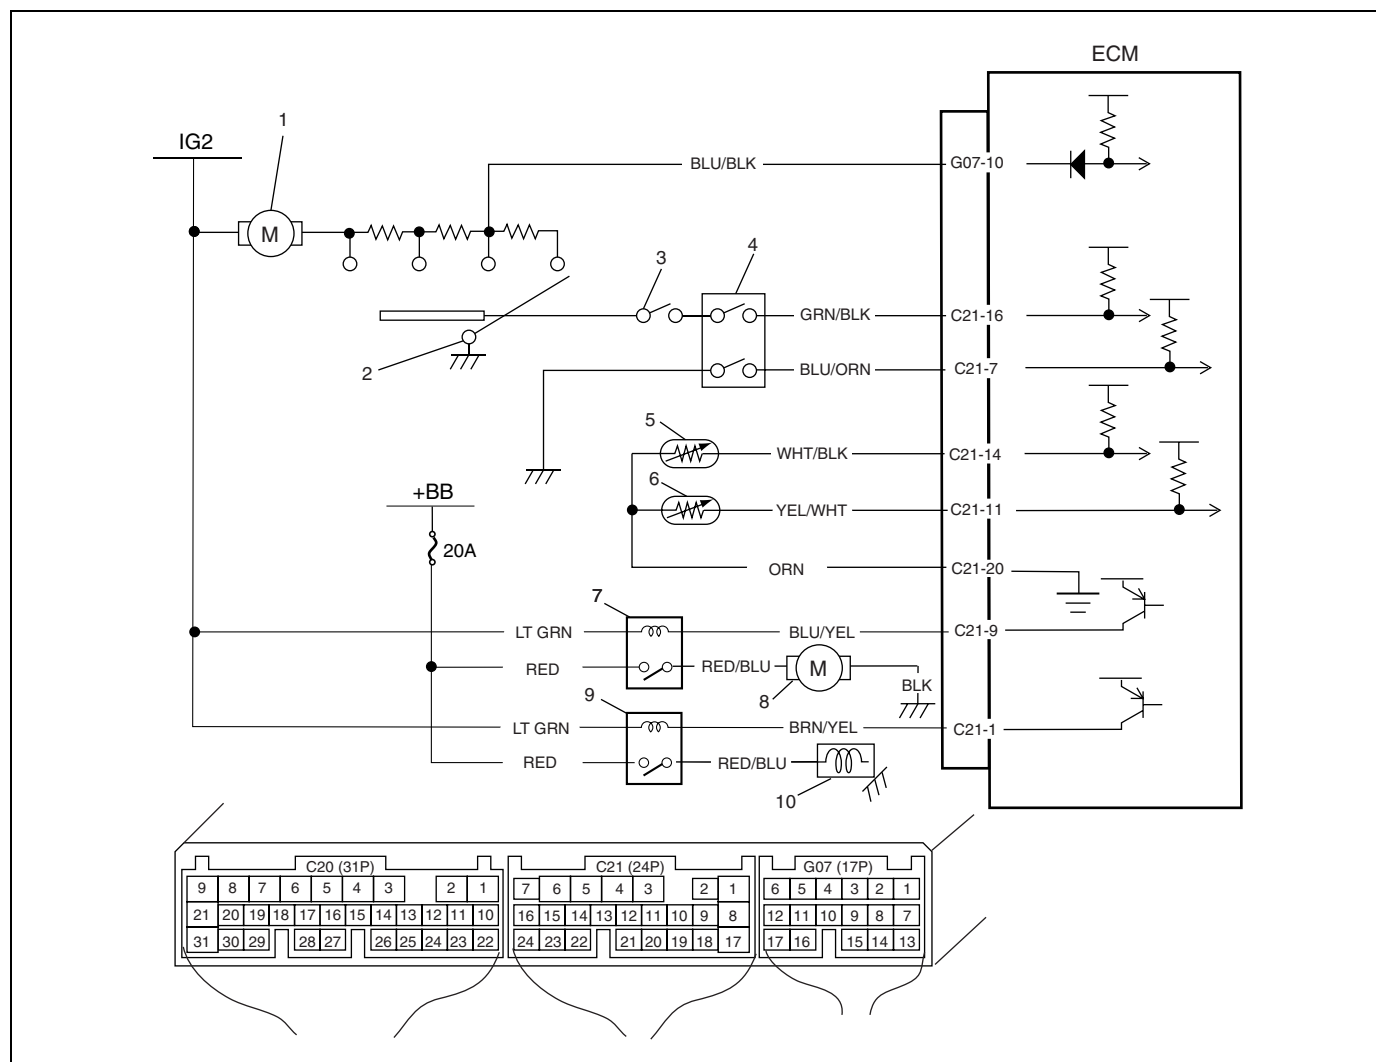 ECM
1
IG2
BLU/BLK
G07-10
M
3
4
GRN/BLK
C21-16
2
BLU/ORN
C21-7
5
WHT/BLK
C21-14
6
+BB
YEL/WHT
C21-11
20A
ORN
C21-20
7
LT GRN
BLU/YEL
C21-9
RED
RED/BLU
M
BLK
9
8
LT GRN
BRN/YEL
C21-1
RED
RED/BLU
10
C20 (31P)
C21 (24P)
G07 (17P)
9 8 7 6 5 4 3 2 1
7 6 5 4 3 2 1
6 5 4 3 2 1
21 20 19 18 17 16 15 14 13 12 11 10
16 15 14 13 12 11 10 9 8
12 11 10 9 8 7
31 30 29 28 27 26 25 24 23 22
24 23 22 21 20 19 18 17
17 16 15 14 13